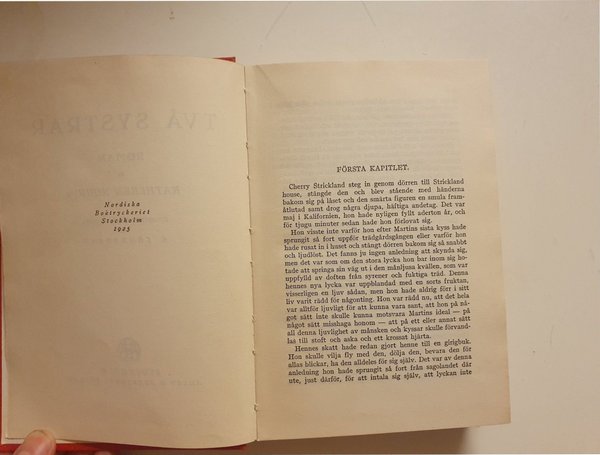 TVÅ SYSTRAR
ROMAN
Nordiska
Boktryckeriet
Stockholm
1925
FÖRSTA KAPITLET.
Cherry Strickland steg in genom dörren till Strickland
house, stängde den och blev stående med händerna
bakom sig på låset och den smärta figuren en smula fram-
åtlutad samt drog några djupa, häftiga andetag. Det var
maj i Kalifornien, hon hade nyligen fyllt aderton år, och
för tjugu minuter sedan hade hon förlovat sig.
Hon visste inte varför hon efter Martins sista kyss hade
sprungit så fort uppför trädgårdsgången eller varför hon
hade rusat in i huset och stängt dörren bakom sig så snabbt
och ljudlöst. Det fanns ju ingen anledning att skynda sig,
men det var som om den stora lycka hon bar inom sig ho-
tade att springa sin väg ut i den månljusa kvällen, som var
uppfylld av doften från syrener och fuktiga träd. Denna
hennes nya lycka var uppblandad med en sorts fruktan,
visserligen en ljuv sådan, men hon hade aldrig förr i sitt
liv varit rädd för någonting. Hon var rädd nu, att det hela
var alltför ljuvligt för att kunna vara sant, att hon på nå-
got sätt inte skulle kunna motsvara Martins ideal — på
något sätt misshaga honom — att på ett eller annat sätt
all denna ljuvlighet av månsken och kyssar skulle förvand-
las till stoft och aska och ett krossat hjärta.
Hennes skatt hade redan gjort henne till en girigbuk.
Hon skulle vilja fly med den, dölja den, bevara den för
allas blickar, ha den alldeles för sig själv. Det var av denna
anledning hon hade sprungit så fort från sagolandet där
ute, just därför, för att intala sig själv, att lyckan inte